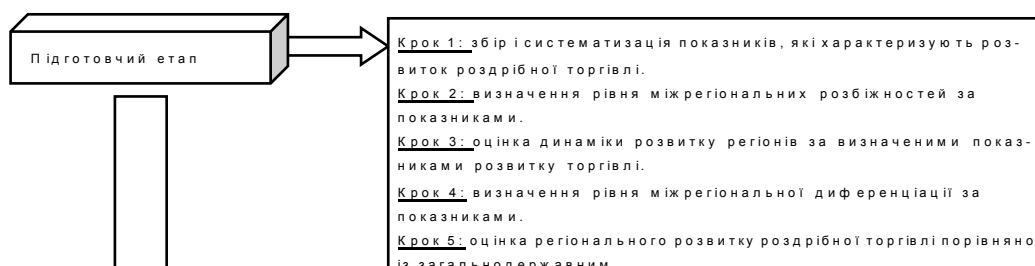 Підготовчий етап
Крок 1: збір і систематизація показників, які характеризують роз-
виток роздрібної торгівлі.
Крок 2: визначення рівня міжрегіональних розбіжностей за
показниками.
Крок 3: оцінка динаміки розвитку регіонів за визначеними показ-
никами розвитку торгівлі.
Крок 4: визначення рівня міжрегіональної диференціації за
показниками.
Крок 5: оцінка регіонального розвитку роздрібної торгівлі порівняно
із загальнодержавним